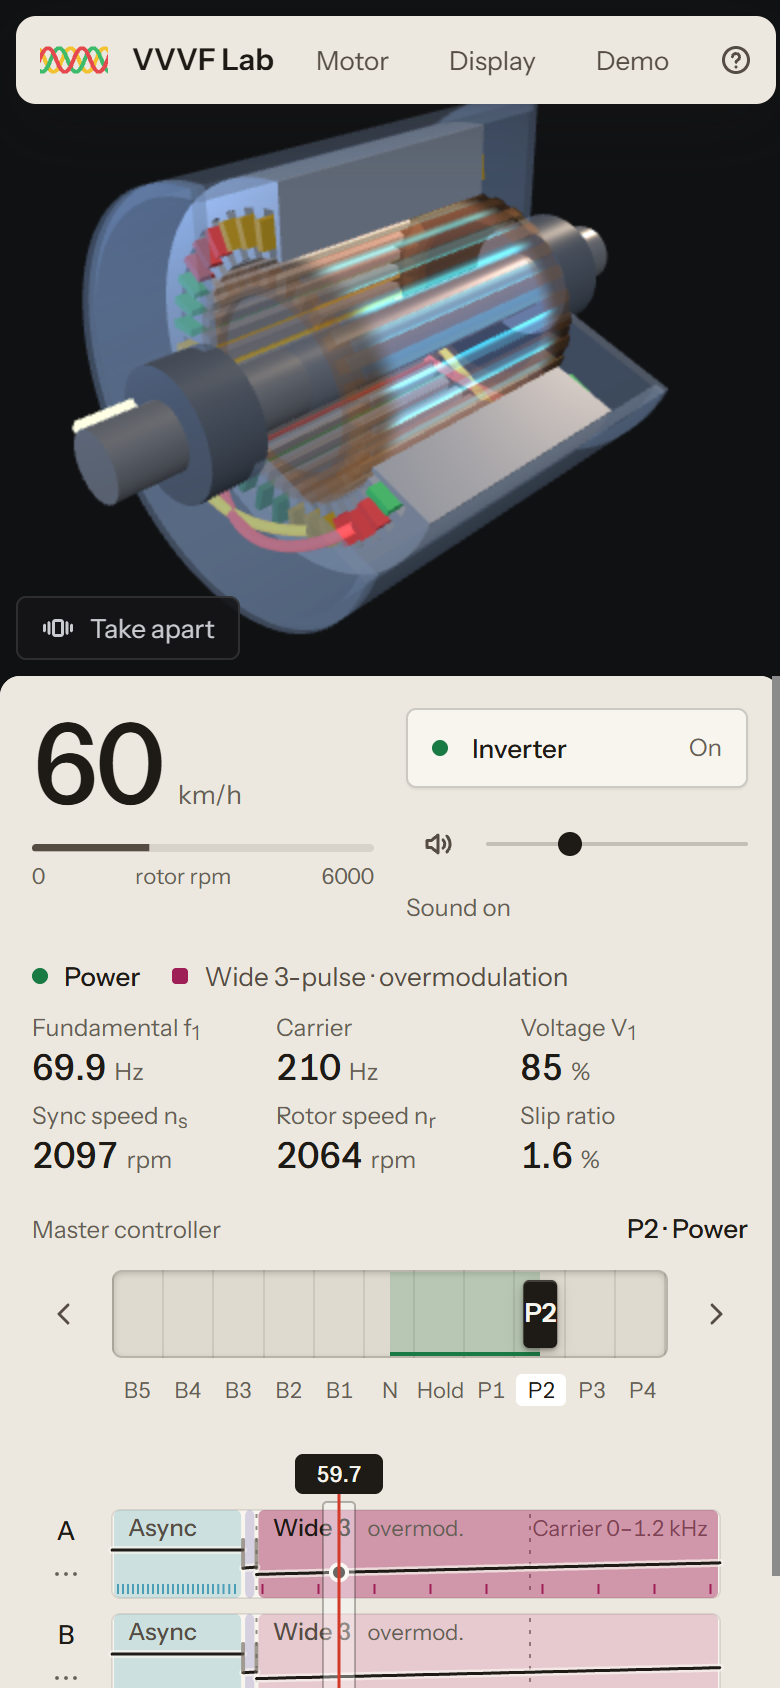 VVVF Lab Motor Display Demo
Take apart
60 km/h
Inverter On
0 rotor rpm 6000
Sound on
Power Wide 3-pulse · overmodulation
Fundamental f1 Carrier Voltage V1
69.9 Hz 210 Hz 85 %
Sync speed ns Rotor speed nr Slip ratio
2097 rpm 2064 rpm 1.6 %
Master controller P2 · Power
P2
B5 B4 B3 B2 B1 N Hold P1 P2 P3 P4
59.7
A Async Wide 3 overmod. Carrier 0–1.2 kHz
...
B Async Wide 3 overmod.
...